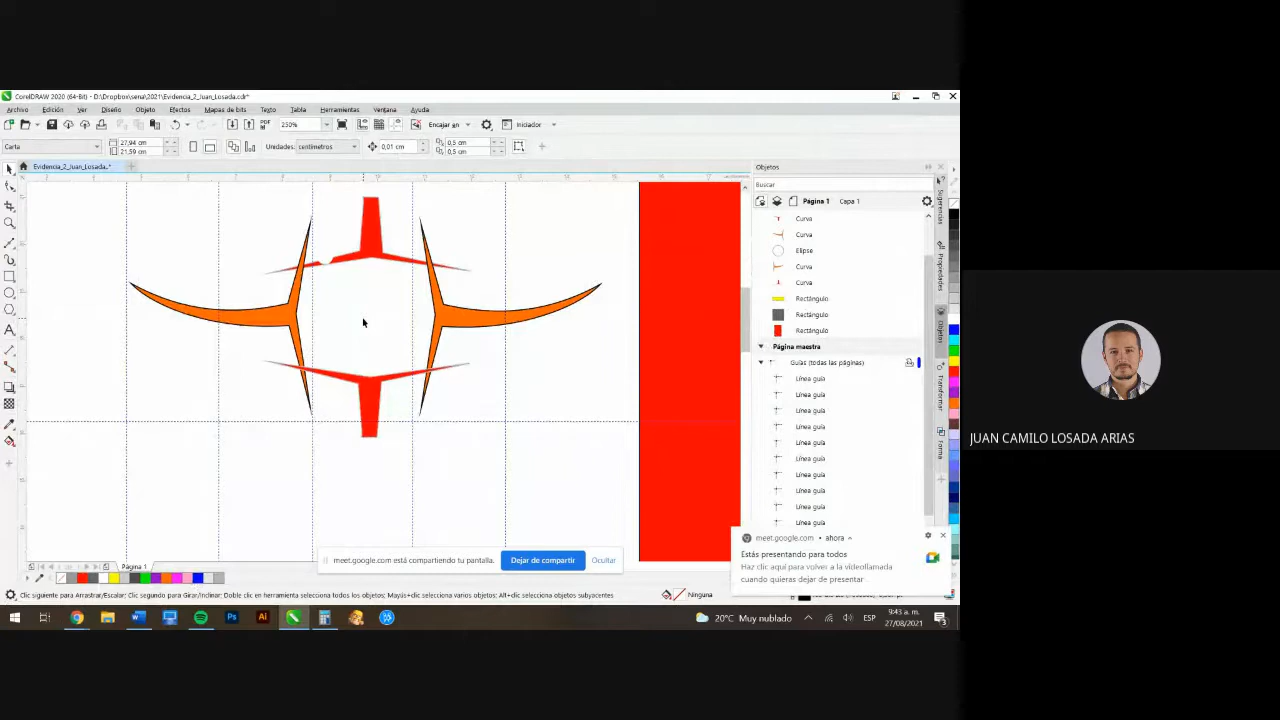 CorelDRAW 2020 (64-Bit) - D:\Dropbox\sena\2021\Evidencia_2_Juan_Losada.cdr*
Archivo Edición Ver Diseño Objeto Efectos Mapas de bits Texto Tabla Herramientas Ventana Ayuda
PDF 250% Encajar en Iniciador
Carta 27,94 cm 21,59 cm Unidades: centímetros 0,01 cm 0,5 cm 0,5 cm
Evidencia_2_Juan_Losada..*
Objetos
Buscar
Página 1 Capa 1
Curva
Curva
Elipse
Curva
Curva
Rectángulo
Rectángulo
Rectángulo
Página maestra
Guías (todas las páginas)
Línea guía
Línea guía
Línea guía
Línea guía
Línea guía
Línea guía
Línea guía
Línea guía
Línea guía
Línea guía
Sugerencias
Propiedades
Objetos
Transformar
Forma
JUAN CAMILO LOSADA ARIAS
meet.google.com • ahora
Estás presentando para todos
Haz clic aquí para volver a la videollamada
cuando quieras dejar de presentar
meet.google.com está compartiendo tu pantalla. Dejar de compartir Ocultar
Página 1
Clic siguiente para Arrastrar/Escalar; Clic segundo para Girar/Inclinar; Doble clic en herramienta selecciona todos los objetos; Mayús+clic selecciona varios objetos; Alt+clic selecciona objetos subyacentes
Ninguna
20°C Muy nublado ESP 9:43 a. m.
27/08/2021